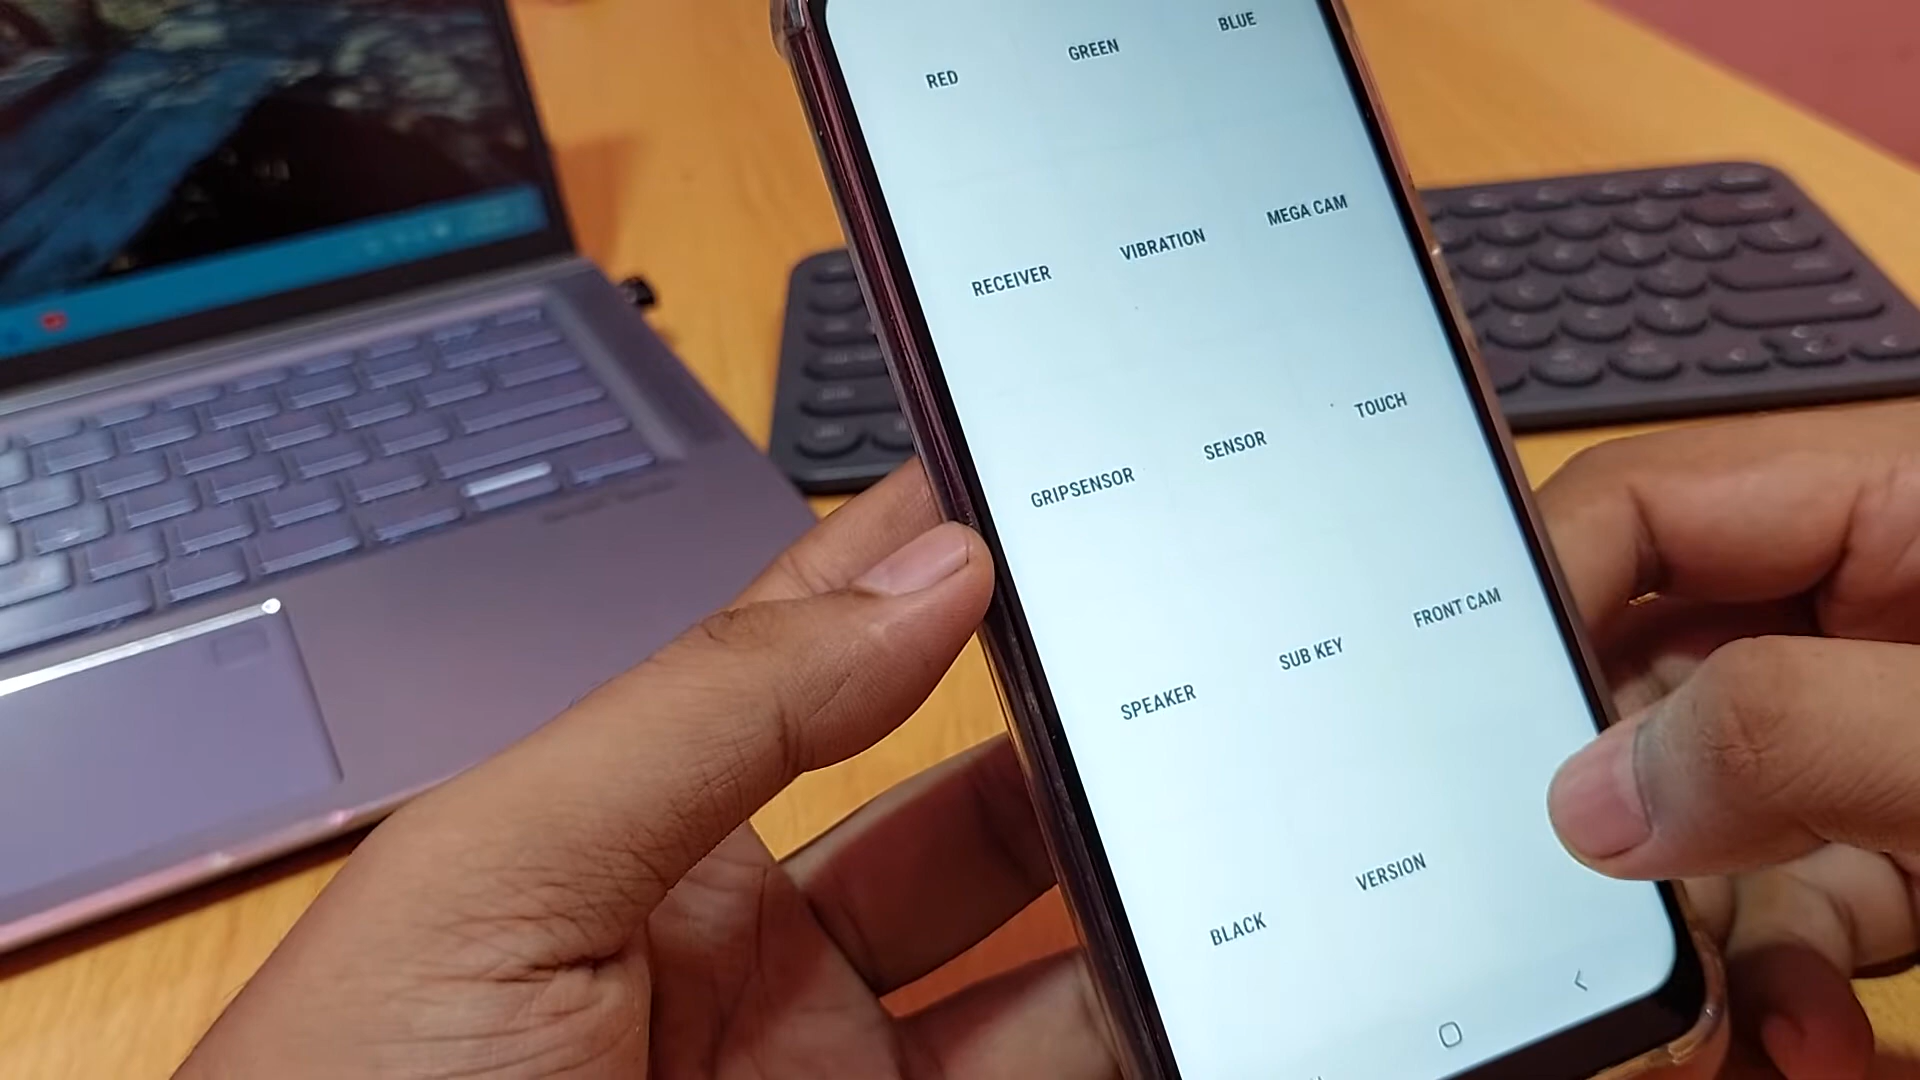 RED GREEN BLUE
RECEIVER VIBRATION MEGA CAM
GRIPSENSOR SENSOR TOUCH
SPEAKER SUB KEY FRONT CAM
BLACK VERSION